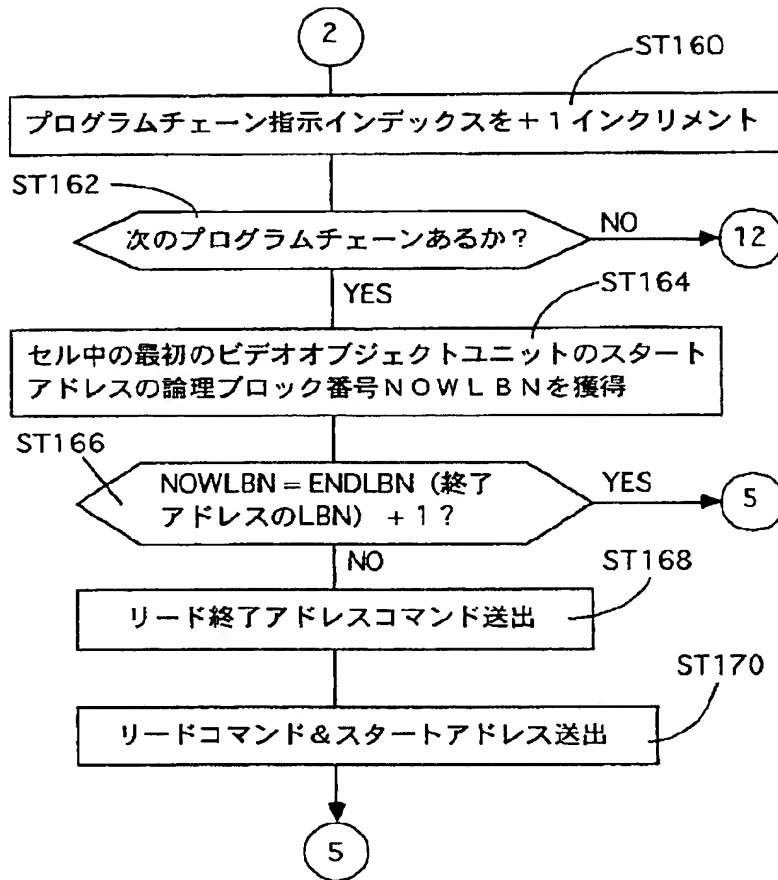 2
ST160
プログラムチェーン指示インデックスを+1インクリメント
ST162
次のプログラムチェーンあるか?
NO
12
YES
ST164
セル中の最初のビデオオブジェクトユニットのスタート
アドレスの論理ブロック番号NOWLBNを獲得
ST166
NOWLBN=ENDLBN(終了
アドレスのLBN)+1?
YES
5
NO
ST168
リード終了アドレスコマンド送出
ST170
リードコマンド&スタートアドレス送出
5